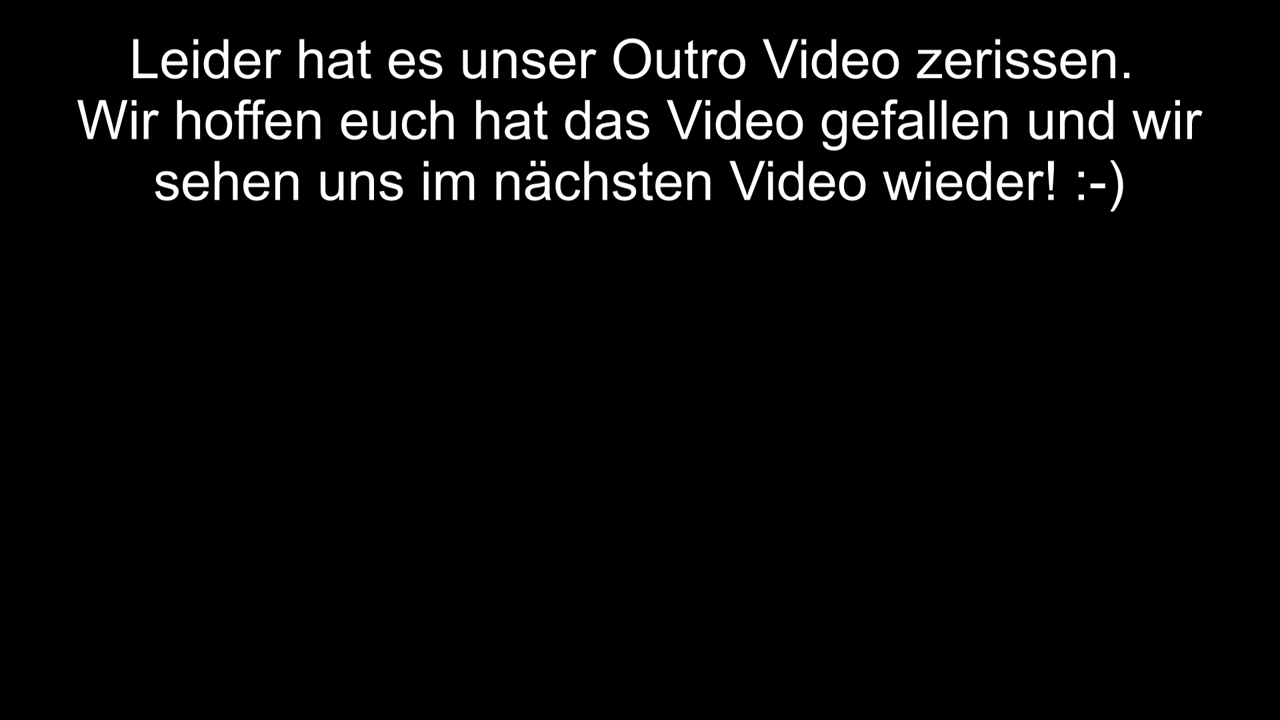 Leider hat es unser Outro Video zerissen.
Wir hoffen euch hat das Video gefallen und wir
sehen uns im nächsten Video wieder! :-)